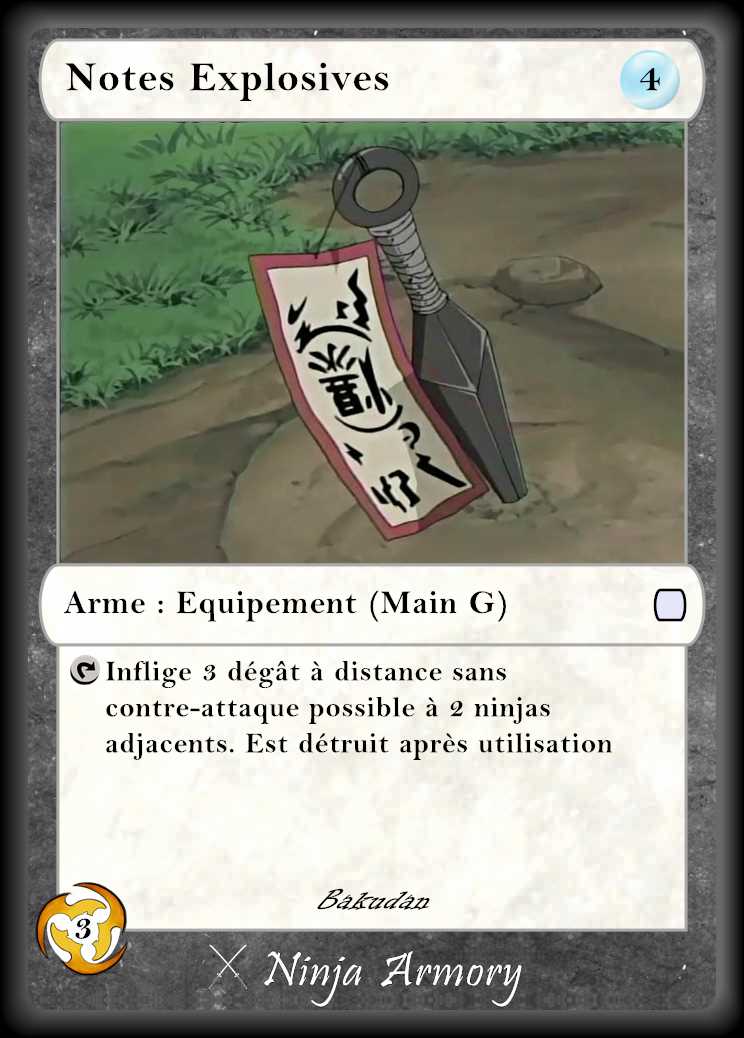 Notes Explosives
4
Arme : Equipement (Main G)
Inflige 3 dégât à distance sans
contre-attaque possible à 2 ninjas
adjacents. Est détruit après utilisation
Bakudan
3
Ninja Armory